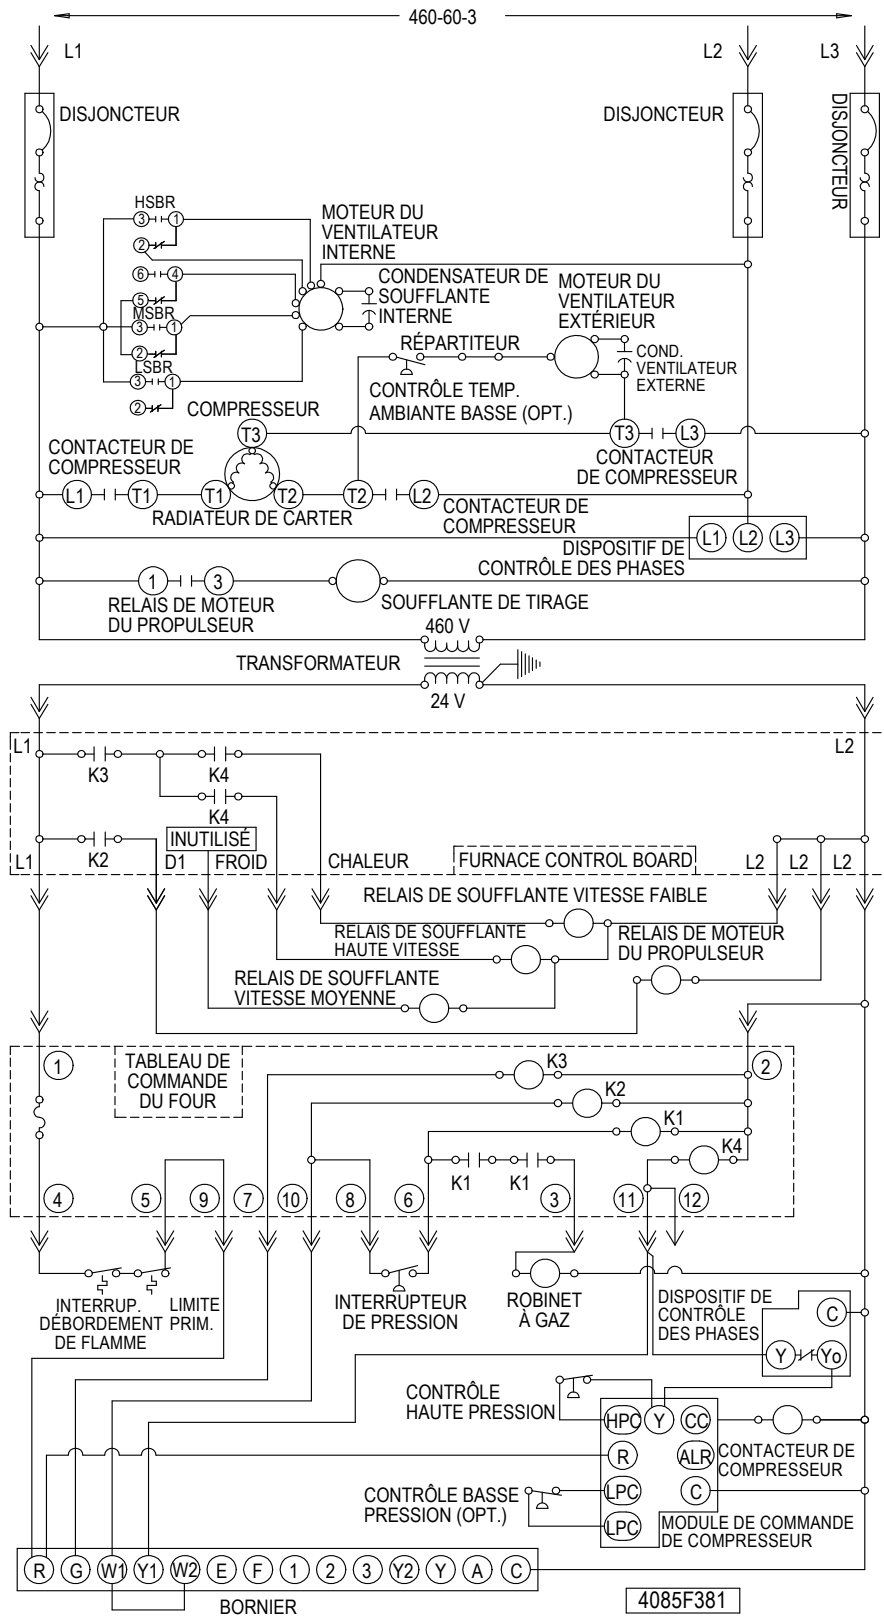 460-60-3
L1
L2
L3
DISJONCTEUR
DISJONCTEUR
DISJONCTEUR
HSBR
3 1
2
6 4
5
MSBR
3 1
2
LSBR
3 1
2
MOTEUR DU
VENTILATEUR
INTERNE
CONDENSATEUR DE
SOUFFLANTE
INTERNE
MOTEUR DU
VENTILATEUR
EXTÉRIEUR
RÉPARTITEUR
COND.
VENTILATEUR
EXTERNE
CONTRÔLE TEMP.
AMBIANTE BASSE (OPT.)
COMPRESSEUR
T3
T3 L3
CONTACTEUR
DE COMPRESSEUR
CONTACTEUR DE
COMPRESSEUR
L1 T1 T1 T2 T2 L2
RADIATEUR DE CARTER
CONTACTEUR DE
COMPRESSEUR
L1 L2 L3
DISPOSITIF DE
CONTRÔLE DES PHASES
1 3
RELAIS DE MOTEUR
DU PROPULSEUR
SOUFFLANTE DE TIRAGE
460 V
TRANSFORMATEUR
24 V
L1
L2
K3
K4
K4
K2
INUTILISÉ
L1
D1
FROID
CHALEUR
FURNACE CONTROL BOARD
L2
L2
L2
RELAIS DE SOUFFLANTE VITESSE FAIBLE
RELAIS DE SOUFFLANTE
HAUTE VITESSE
RELAIS DE MOTEUR
DU PROPULSEUR
RELAIS DE SOUFFLANTE
VITESSE MOYENNE
1
TABLEAU DE
COMMANDE
DU FOUR
K3
2
K2
K1
K4
K1
K1
4 5 9 7 10 8 6 3 11 12
INTERRUP.
DÉBORDEMENT
DE FLAMME
LIMITE
PRIM.
INTERRUPTEUR
DE PRESSION
ROBINET
À GAZ
DISPOSITIF DE
CONTRÔLE
DES PHASES
C
Y Yo
CONTRÔLE
HAUTE PRESSION
HPC Y CC
R ALR
CONTACTEUR DE
COMPRESSEUR
CONTRÔLE BASSE
PRESSION (OPT.)
LPC C
LPC
MODULE DE COMMANDE
DE COMPRESSEUR
R G W1 Y1 W2 E F 1 2 3 Y2 Y A C
BORNIER
4085F381